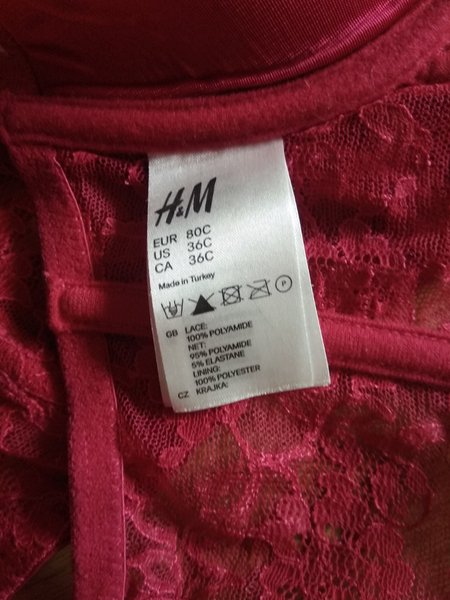 H&M
EUR 80C
US 36C
CA 36C
Made in Turkey
P
GB LACE:
100% POLYAMIDE
NET:
95% POLYAMIDE
5% ELASTANE
LINING:
100% POLYESTER
CZ KRAJKA: